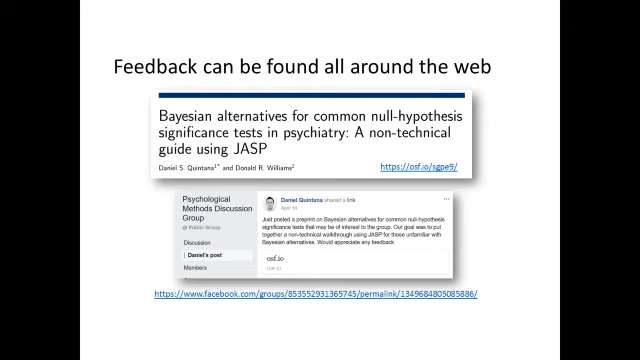 Feedback can be found all around the web
Bayesian alternatives for common null-hypothesis
significance tests in psychiatry: A non-technical
guide using JASP
Daniel S. Quintana¹* and Donald R. Williams²
https://osf.io/sgpe9/
Psychological
Methods Discussion
Group
Public Group
Discussion
Daniel's post
Members
Daniel Quintana shared a link
April 10
Just posted a preprint on Bayesian alternatives for common null-hypothesis
significance tests that may be of interest to the group. Our goal was to put
together a non-technical walkthrough using JASP for those unfamiliar with
Bayesian alternatives. Would appreciate any feedback
osf.io
OSF.IO
https://www.facebook.com/groups/853552931365745/permalink/1349684805085886/